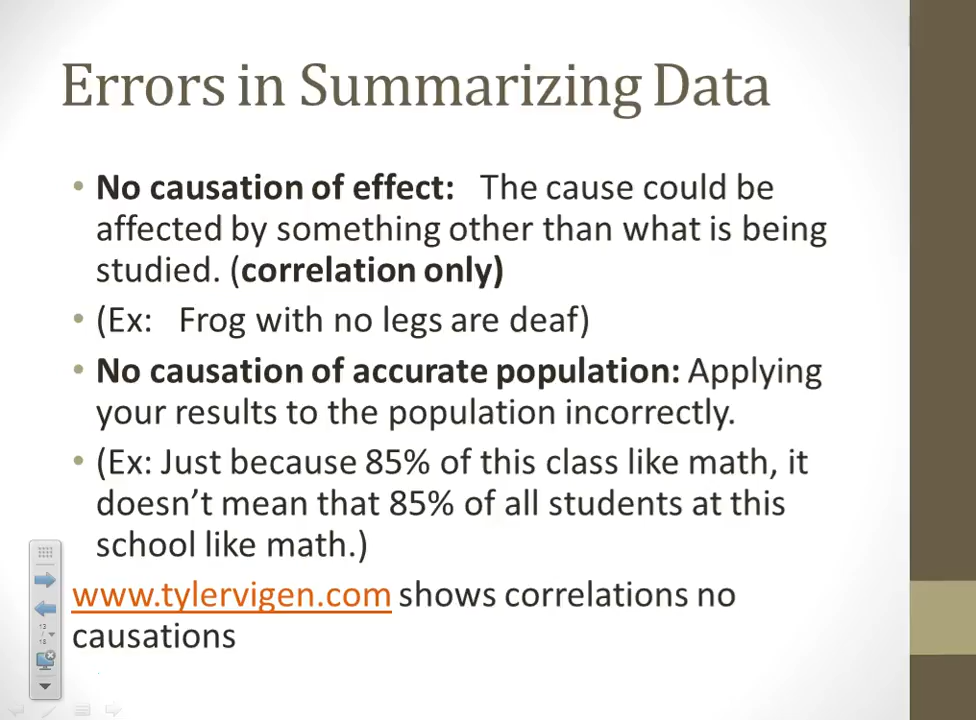 Errors in Summarizing Data
• No causation of effect: The cause could be
affected by something other than what is being
studied. (correlation only)
• (Ex: Frog with no legs are deaf)
• No causation of accurate population: Applying
your results to the population incorrectly.
• (Ex: Just because 85% of this class like math, it
doesn't mean that 85% of all students at this
school like math.)
www.tylervigen.com shows correlations no
causations
13
18